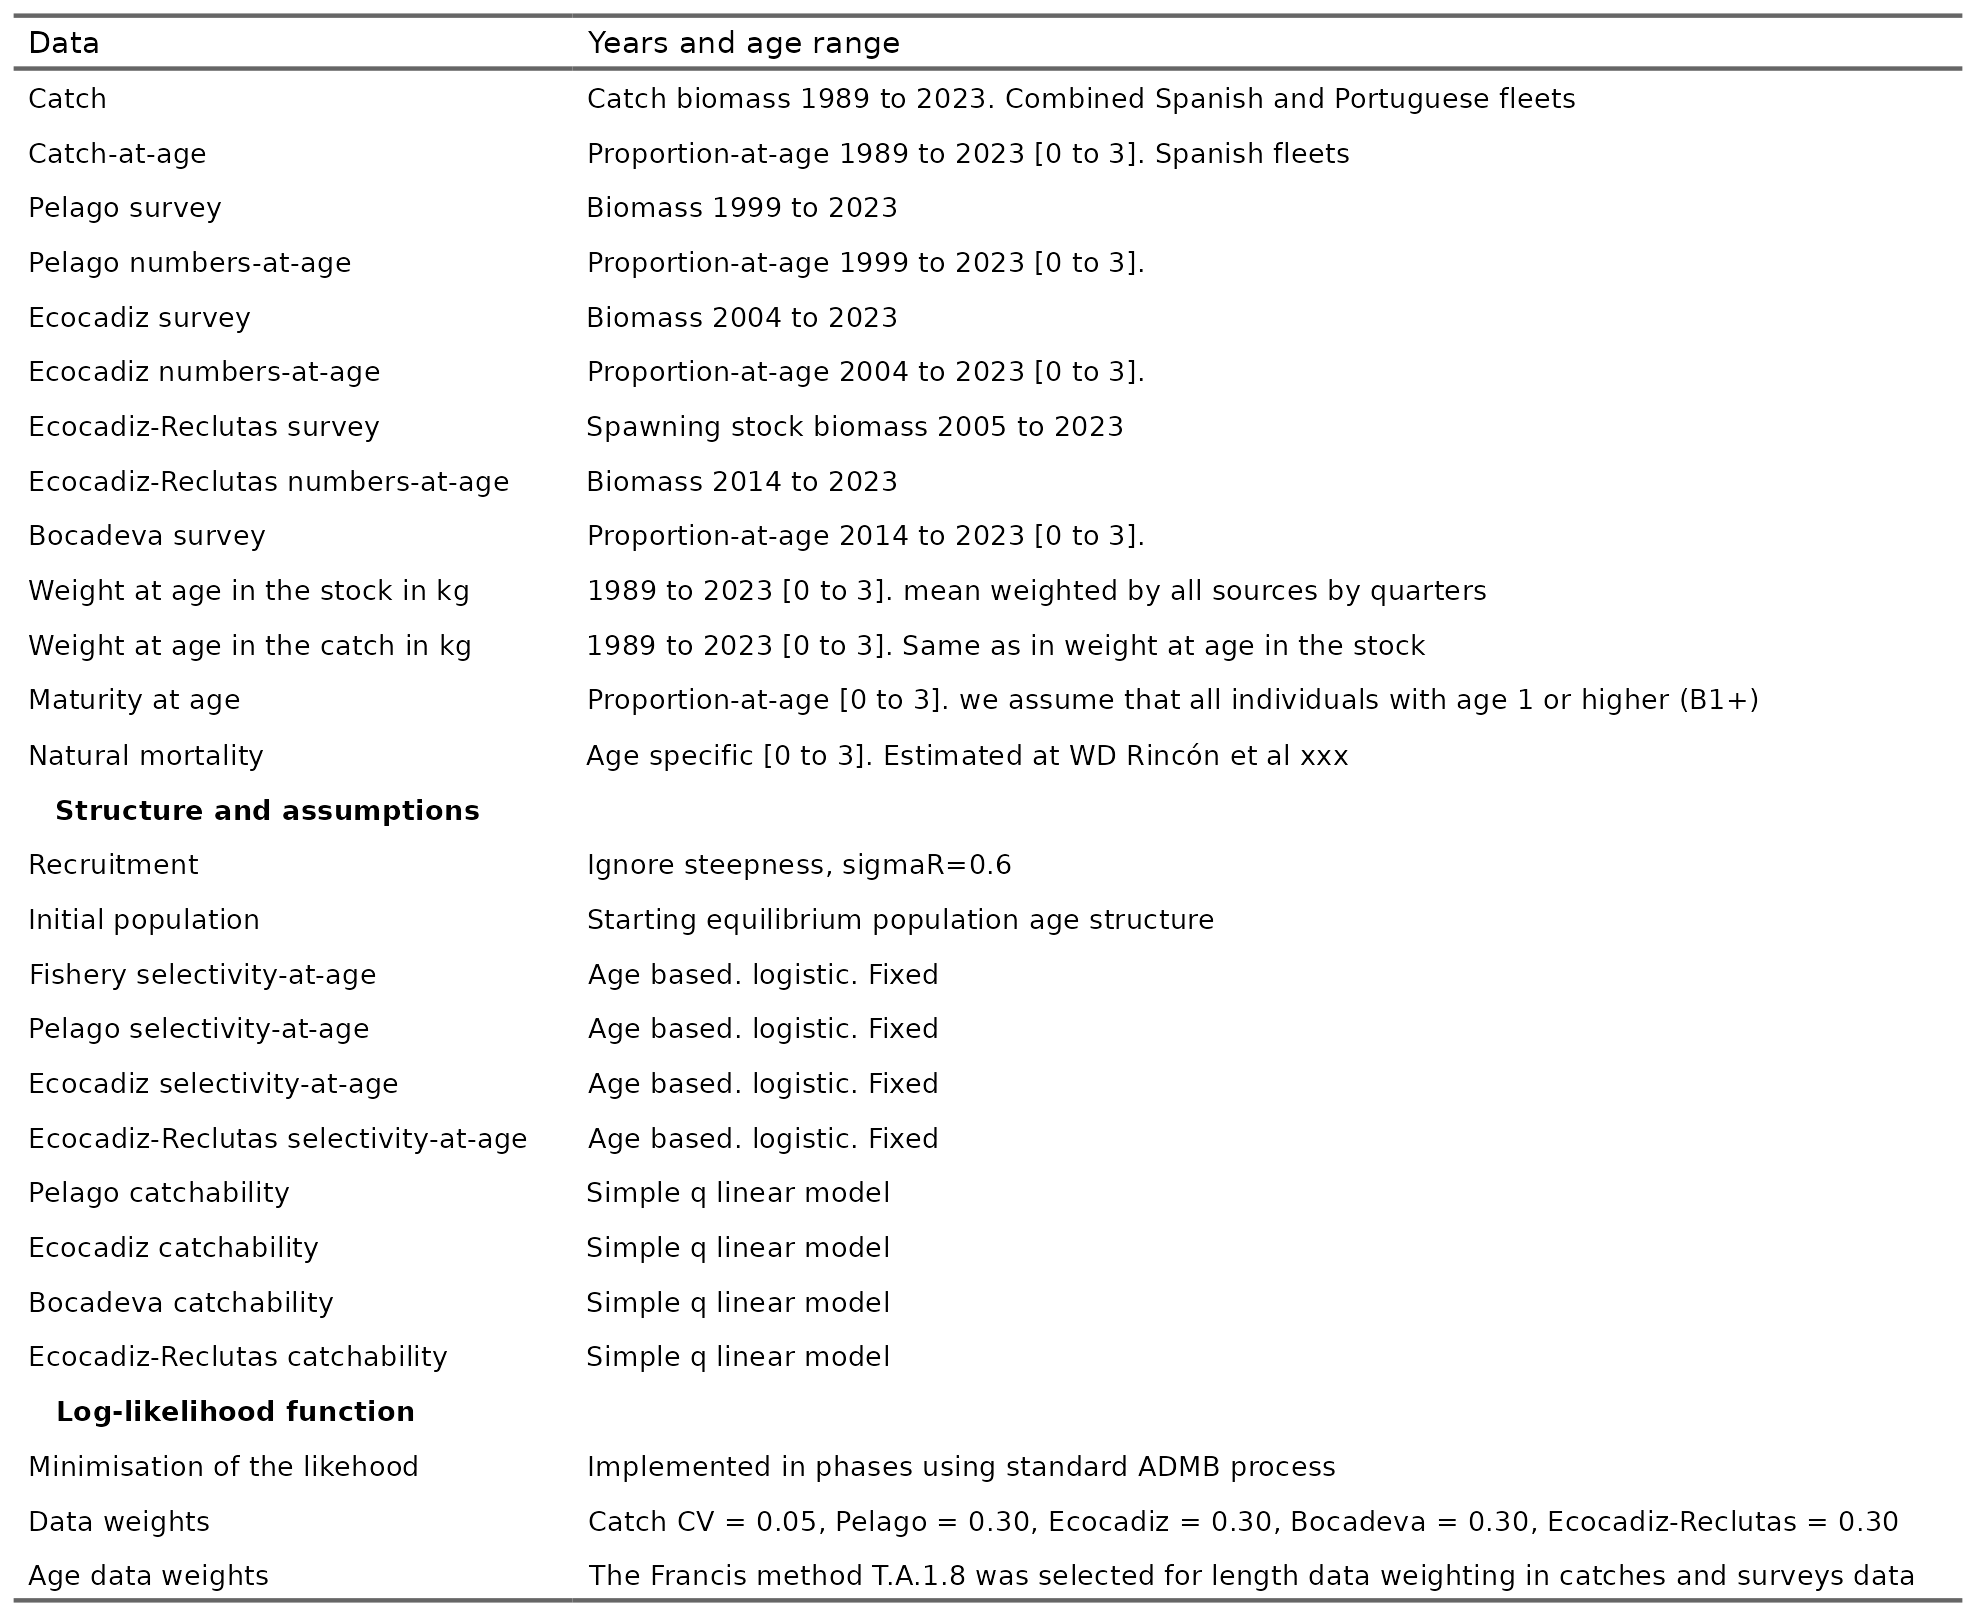 Data Years and age range
Catch Catch biomass 1989 to 2023. Combined Spanish and Portuguese fleets
Catch-at-age Proportion-at-age 1989 to 2023 [0 to 3]. Spanish fleets
Pelago survey Biomass 1999 to 2023
Pelago numbers-at-age Proportion-at-age 1999 to 2023 [0 to 3].
Ecocadiz survey Biomass 2004 to 2023
Ecocadiz numbers-at-age Proportion-at-age 2004 to 2023 [0 to 3].
Ecocadiz-Reclutas survey Spawning stock biomass 2005 to 2023
Ecocadiz-Reclutas numbers-at-age Biomass 2014 to 2023
Bocadeva survey Proportion-at-age 2014 to 2023 [0 to 3].
Weight at age in the stock in kg 1989 to 2023 [0 to 3]. mean weighted by all sources by quarters
Weight at age in the catch in kg 1989 to 2023 [0 to 3]. Same as in weight at age in the stock
Maturity at age Proportion-at-age [0 to 3]. we assume that all individuals with age 1 or higher (B1+)
Natural mortality Age specific [0 to 3]. Estimated at WD Rincón et al xxx
Structure and assumptions
Recruitment Ignore steepness, sigmaR=0.6
Initial population Starting equilibrium population age structure
Fishery selectivity-at-age Age based. logistic. Fixed
Pelago selectivity-at-age Age based. logistic. Fixed
Ecocadiz selectivity-at-age Age based. logistic. Fixed
Ecocadiz-Reclutas selectivity-at-age Age based. logistic. Fixed
Pelago catchability Simple q linear model
Ecocadiz catchability Simple q linear model
Bocadeva catchability Simple q linear model
Ecocadiz-Reclutas catchability Simple q linear model
Log-likelihood function
Minimisation of the likehood Implemented in phases using standard ADMB process
Data weights Catch CV = 0.05, Pelago = 0.30, Ecocadiz = 0.30, Bocadeva = 0.30, Ecocadiz-Reclutas = 0.30
Age data weights The Francis method T.A.1.8 was selected for length data weighting in catches and surveys data